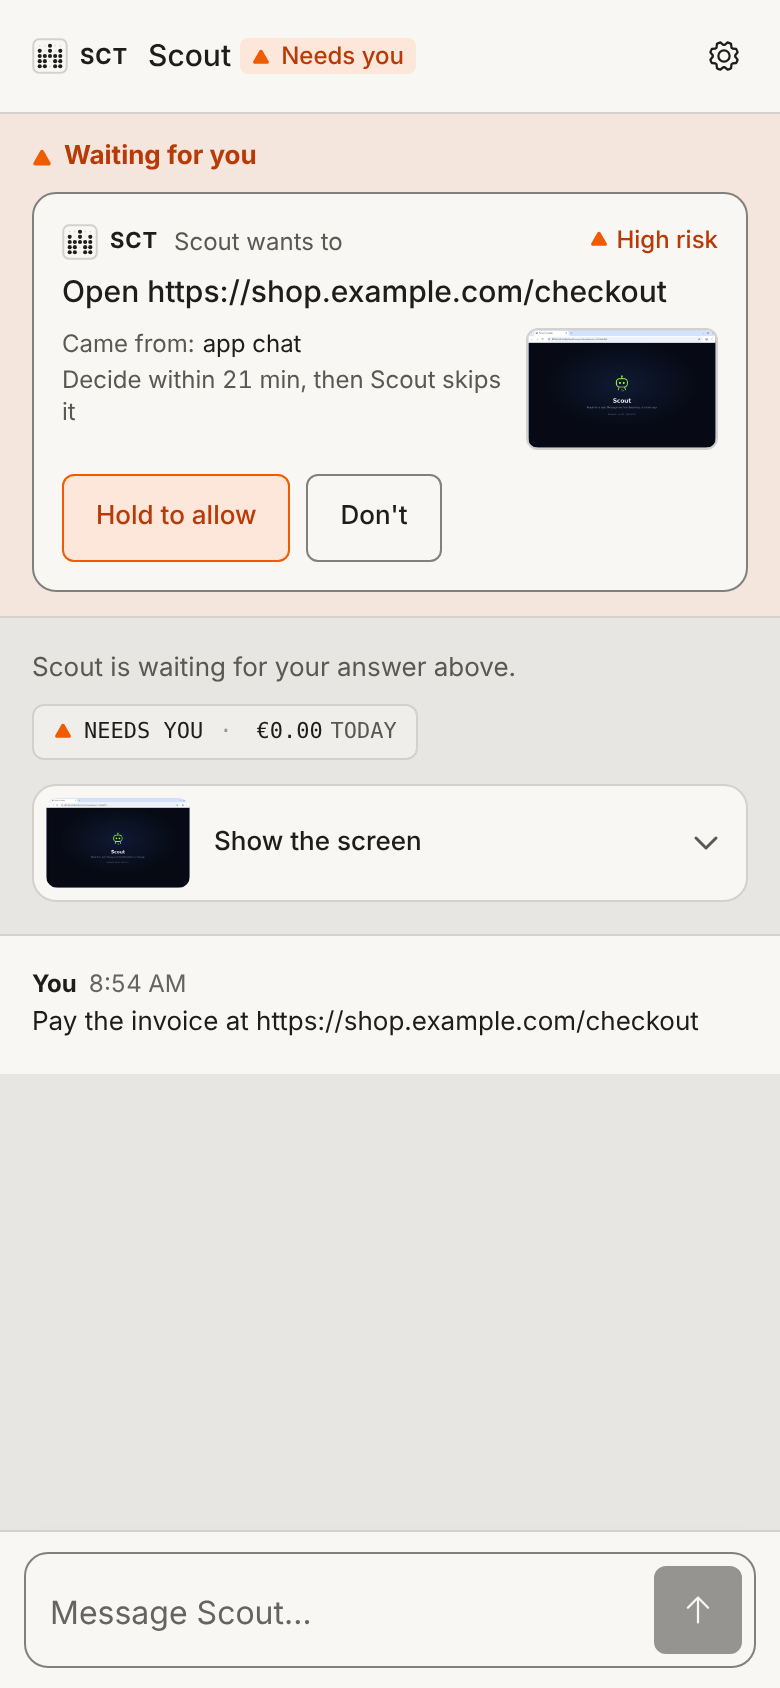 SCT Scout Needs you
Waiting for you
SCT Scout wants to High risk
Open https://shop.example.com/checkout
Came from: app chat
Decide within 21 min, then Scout skips
it
Scout
Hold to allow Don't
Scout is waiting for your answer above.
NEEDS YOU · €0.00 TODAY
Scout
Show the screen
You 8:54 AM
Pay the invoice at https://shop.example.com/checkout
Message Scout...